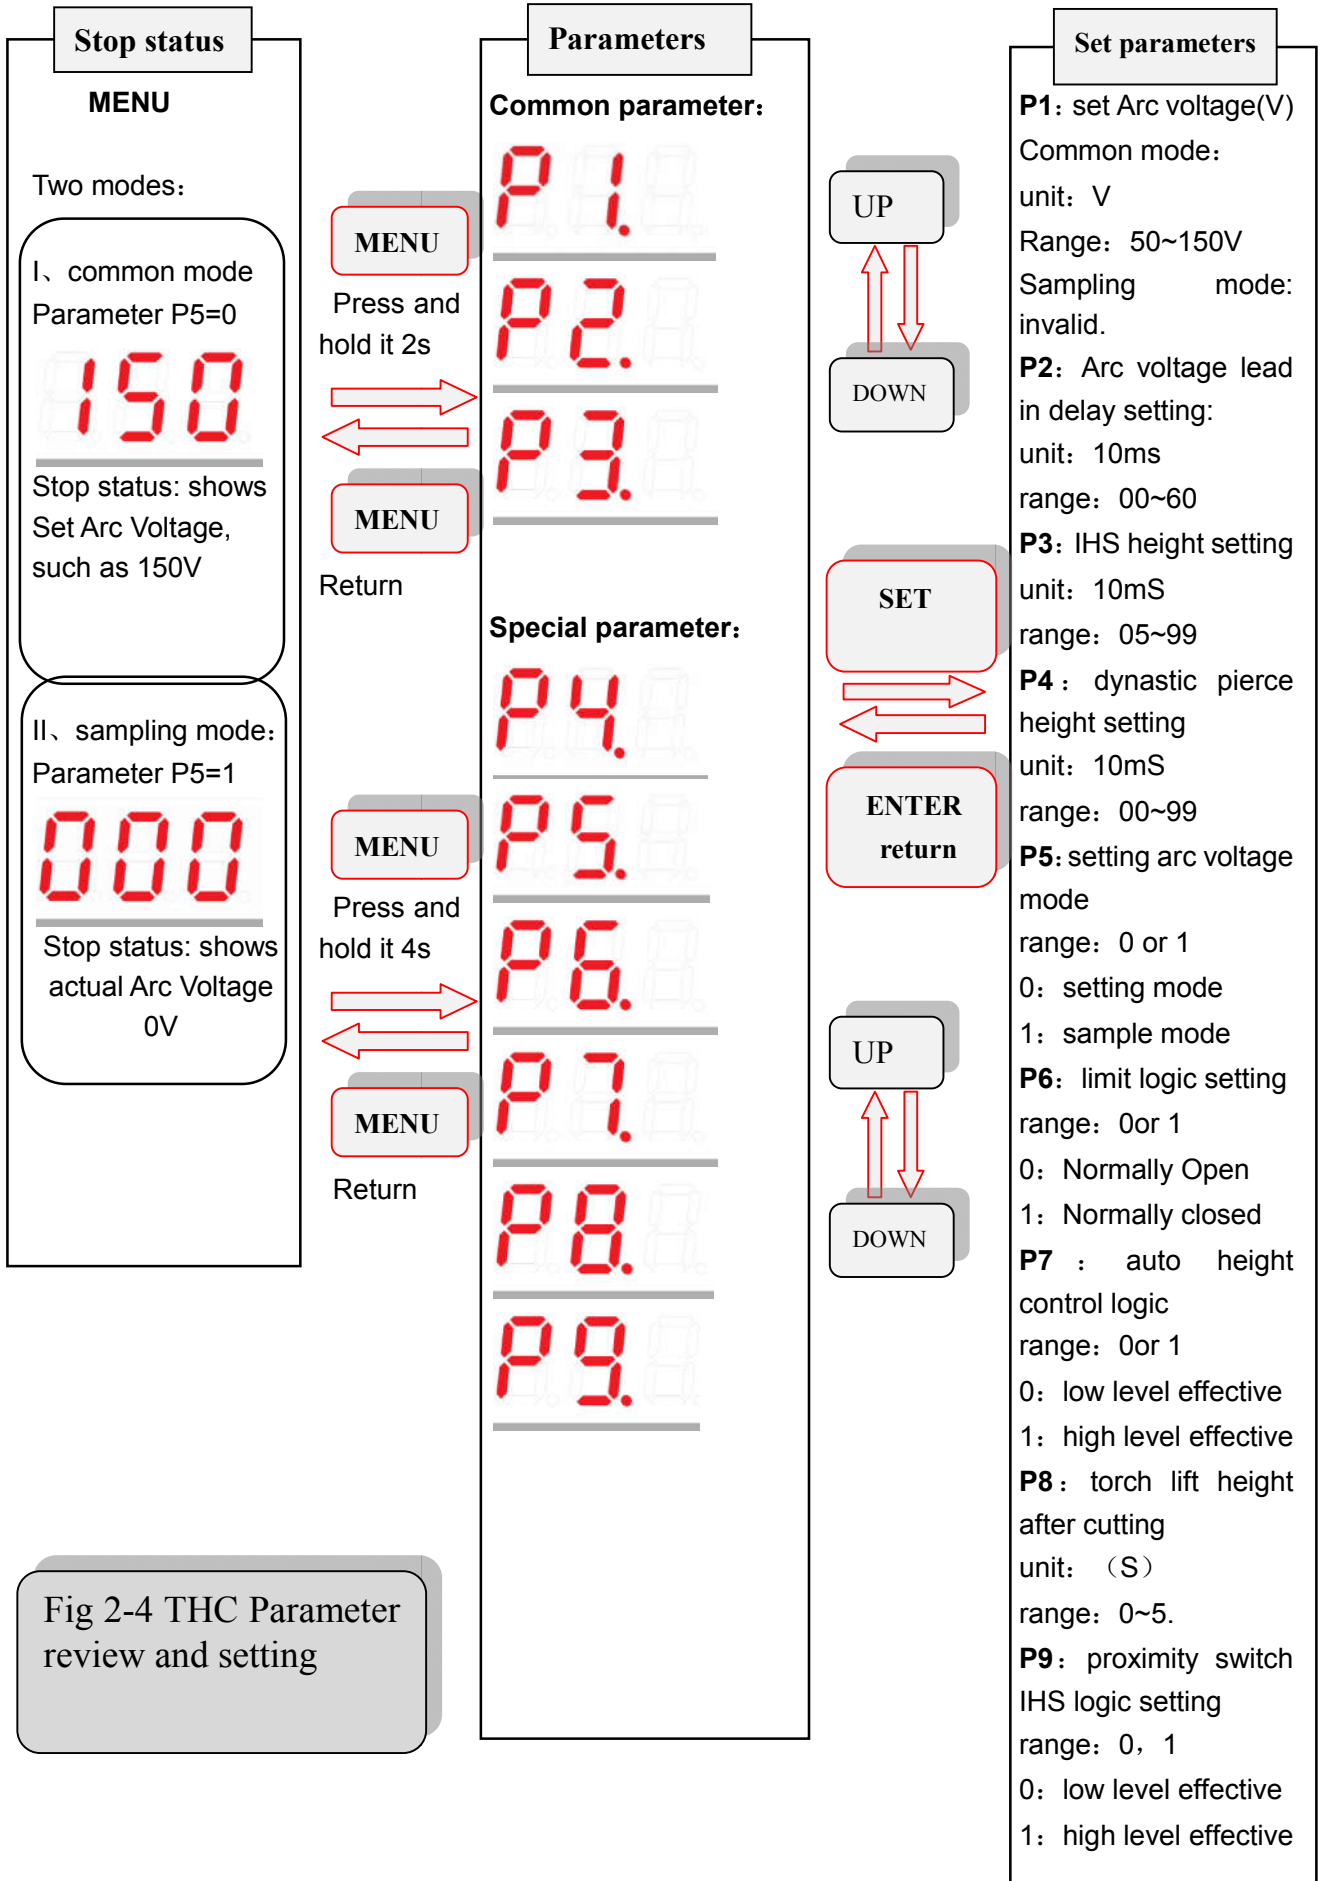 Stop status
MENU
Two modes：
I、common mode
Parameter P5=0
150
Stop status: shows
Set Arc Voltage,
such as 150V
II、sampling mode：
Parameter P5=1
000
Stop status: shows
actual Arc Voltage
0V
MENU
Press and
hold it 2s
MENU
Return
MENU
Press and
hold it 4s
MENU
Return
Parameters
Common parameter：
P1.
P2.
P3.
Special parameter：
P4.
P5.
P6.
P7.
P8.
P9.
UP
DOWN
SET
ENTER
return
UP
DOWN
Set parameters
P1：set Arc voltage(V)
Common mode：
unit：V
Range：50~150V
Sampling mode:
invalid.
P2：Arc voltage lead
in delay setting:
unit：10ms
range：00~60
P3：IHS height setting
unit：10mS
range：05~99
P4：dynastic pierce
height setting
unit：10mS
range：00~99
P5：setting arc voltage
mode
range：0 or 1
0：setting mode
1：sample mode
P6：limit logic setting
range：0or 1
0：Normally Open
1：Normally closed
P7：auto height
control logic
range：0or 1
0：low level effective
1：high level effective
P8：torch lift height
after cutting
unit：（S）
range：0~5.
P9：proximity switch
IHS logic setting
range：0，1
0：low level effective
1：high level effective
Fig 2-4 THC Parameter
review and setting